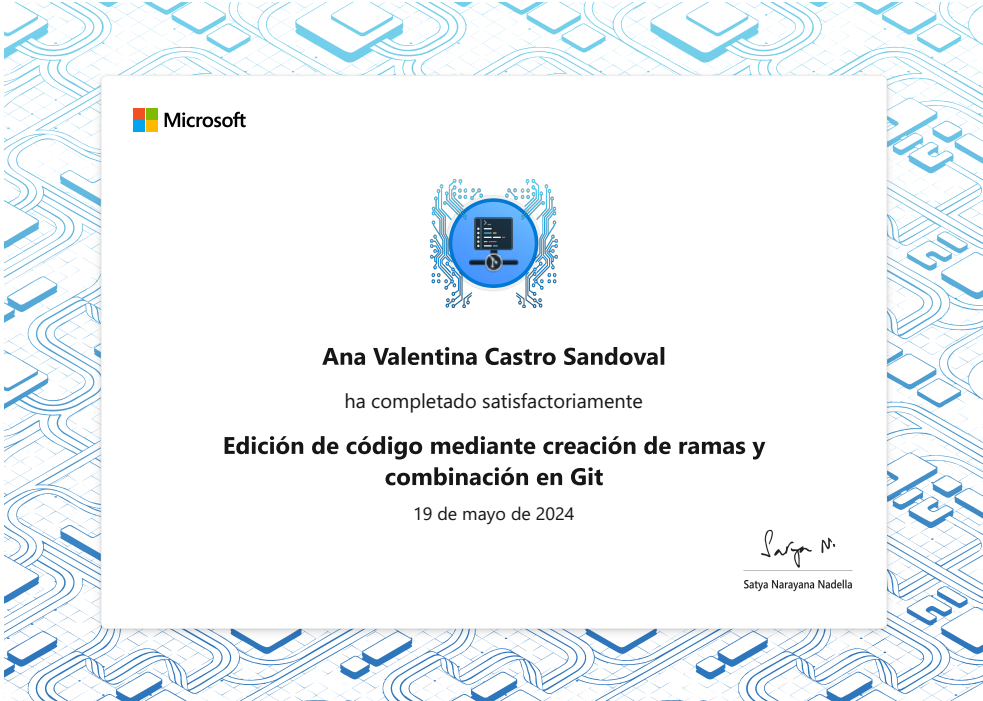 Microsoft
Ana Valentina Castro Sandoval
ha completado satisfactoriamente
Edición de código mediante creación de ramas y
combinación en Git
19 de mayo de 2024
Satya N.
Satya Narayana Nadella